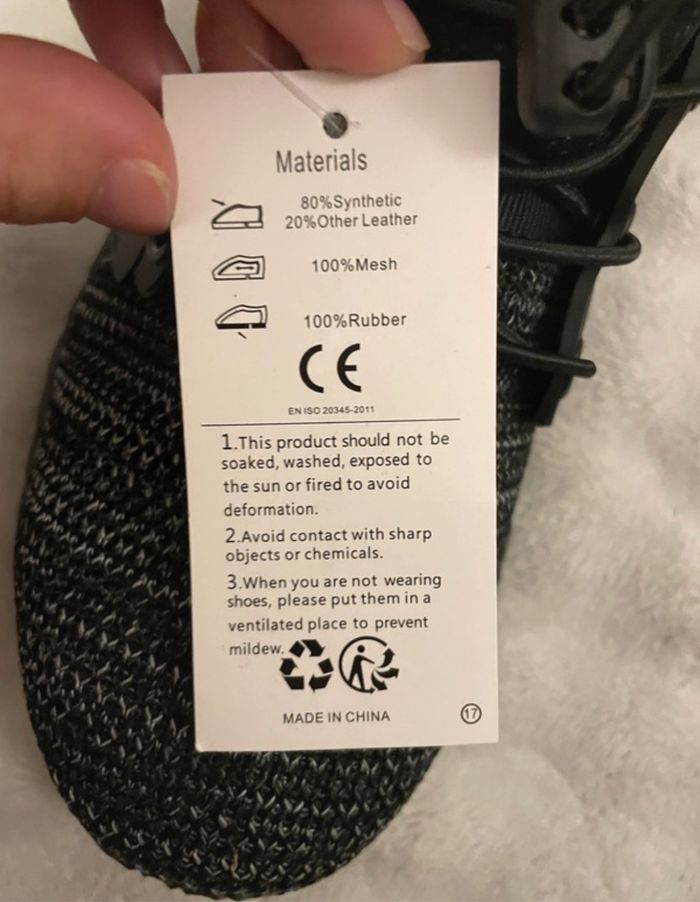 Materials
80%Synthetic
20%Other Leather
100%Mesh
100%Rubber
CE
EN ISO 20345-2011
1.This product should not be
soaked, washed, exposed to
the sun or fired to avoid
deformation.
2.Avoid contact with sharp
objects or chemicals.
3.When you are not wearing
shoes, please put them in a
ventilated place to prevent
mildew.
MADE IN CHINA
17